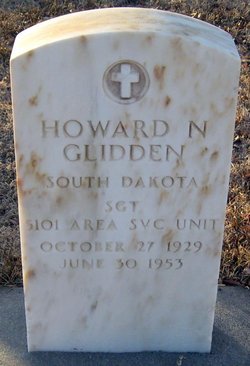 HOWARD N
GLIDDEN
SOUTH DAKOTA
SGT
5101 AREA SVC UNIT
OCTOBER 27 1929
JUNE 30 1953